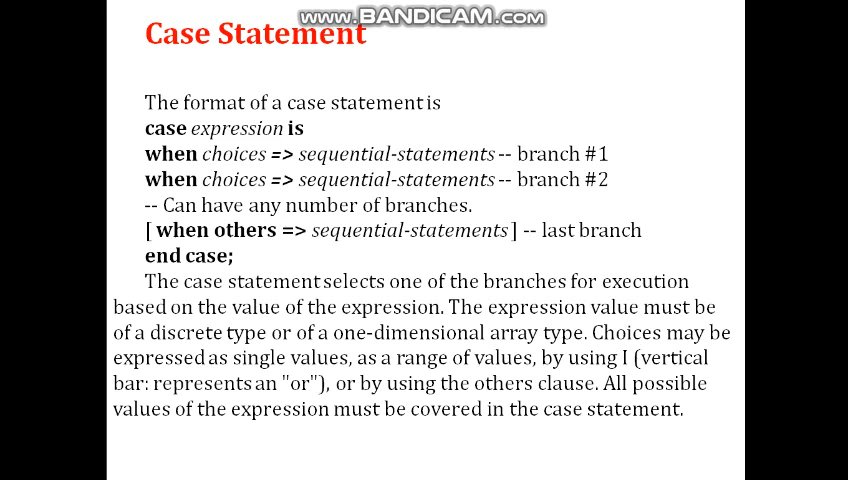 www.BANDICAM.com
Case Statement
The format of a case statement is
case expression is
when choices => sequential-statements -- branch #1
when choices => sequential-statements -- branch #2
-- Can have any number of branches.
[ when others => sequential-statements ] -- last branch
end case;
The case statement selects one of the branches for execution
based on the value of the expression. The expression value must be
of a discrete type or of a one-dimensional array type. Choices may be
expressed as single values, as a range of values, by using I (vertical
bar: represents an "or"), or by using the others clause. All possible
values of the expression must be covered in the case statement.